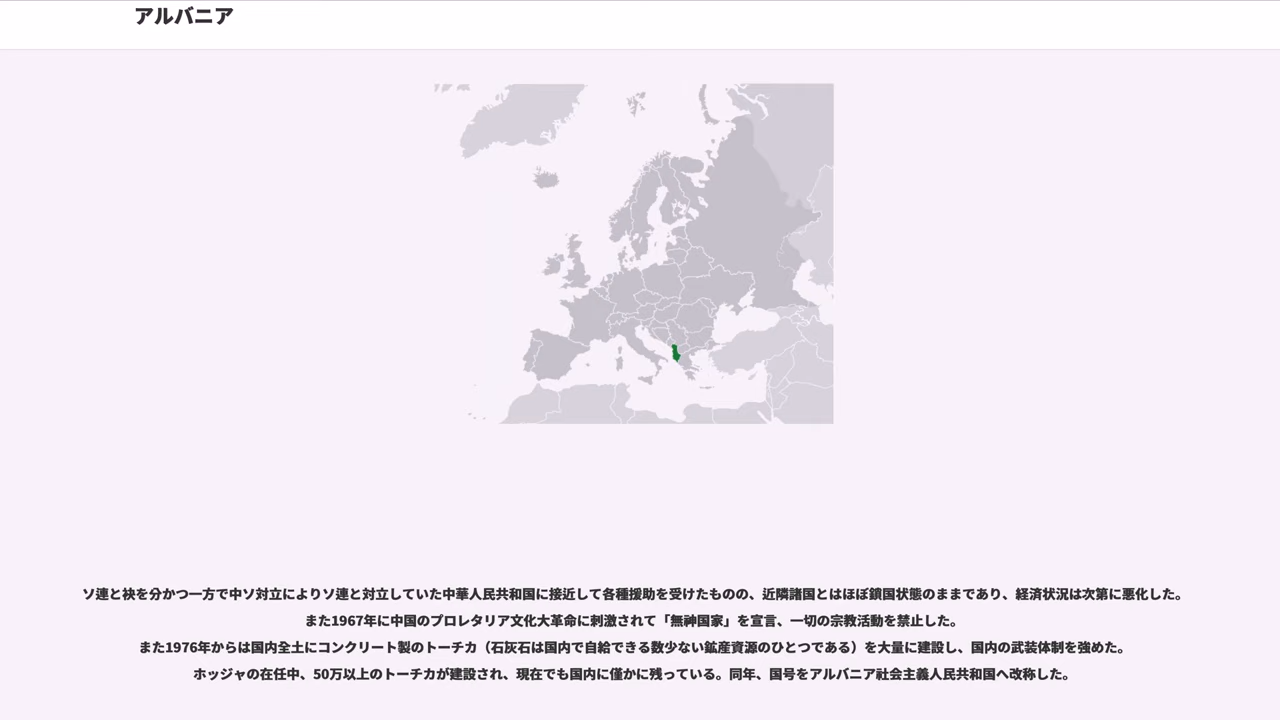 アルバニア
ソ連と袂を分かつ一方で中ソ対立によりソ連と対立していた中華人民共和国に接近して各種援助を受けたものの、近隣諸国とはほぼ鎖国状態のままであり、経済状況は次第に悪化した。
また1967年に中国のプロレタリア文化大革命に刺激されて「無神国家」を宣言、一切の宗教活動を禁止した。
また1976年からは国内全土にコンクリート製のトーチカ（石灰石は国内で自給できる数少ない鉱産資源のひとつである）を大量に建設し、国内の武装体制を強めた。
ホッジャの在任中、50万以上のトーチカが建設され、現在でも国内に僅かに残っている。同年、国号をアルバニア社会主義人民共和国へ改称した。